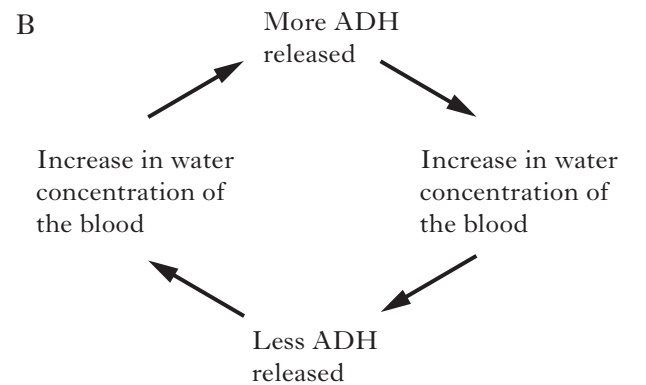 B
More ADH
released
Increase in water
concentration of
the blood
Increase in water
concentration of
the blood
Less ADH
released